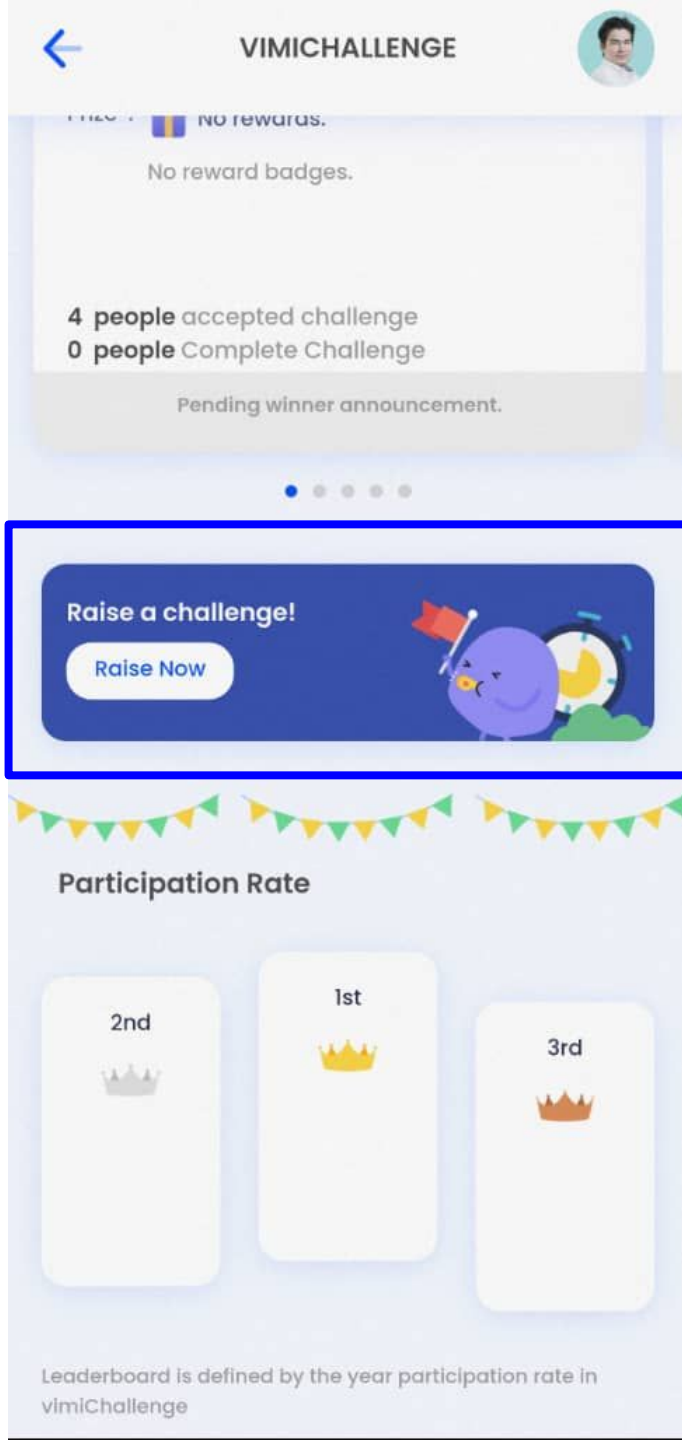 VIMICHALLENGE
Prize : No rewards.
No reward badges.
4 people accepted challenge
0 people Complete Challenge
Pending winner announcement.
Raise a challenge!
Raise Now
Participation Rate
1st
2nd
3rd
Leaderboard is defined by the year participation rate in
vimiChallenge